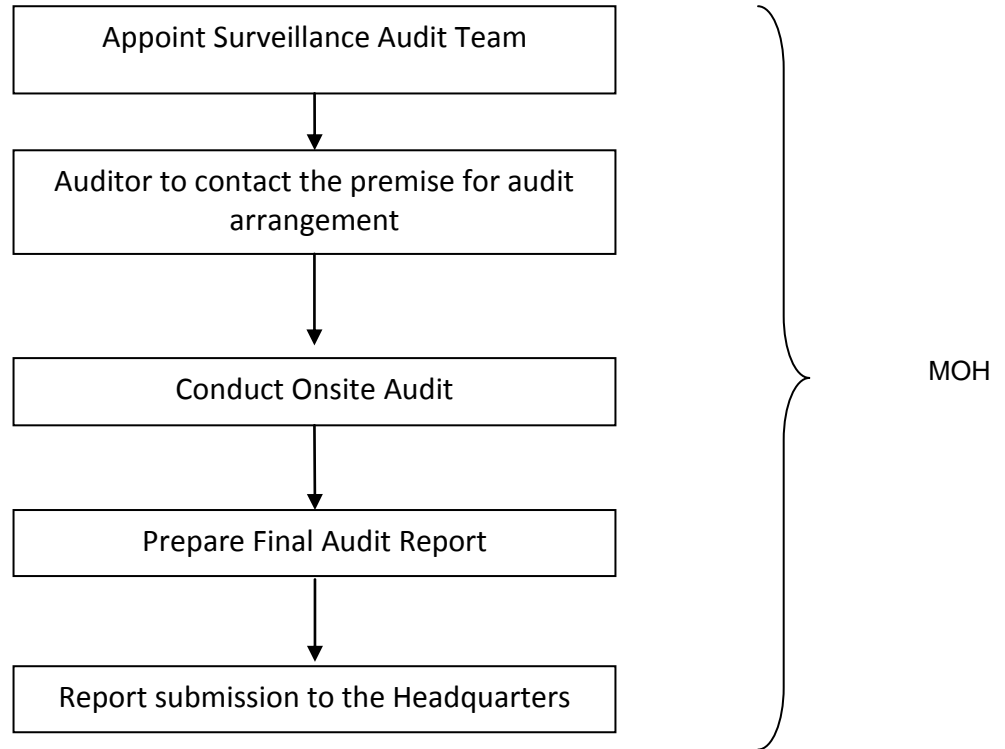 Appoint Surveillance Audit Team
Auditor to contact the premise for audit
arrangement
Conduct Onsite Audit
MOH
Prepare Final Audit Report
Report submission to the Headquarters